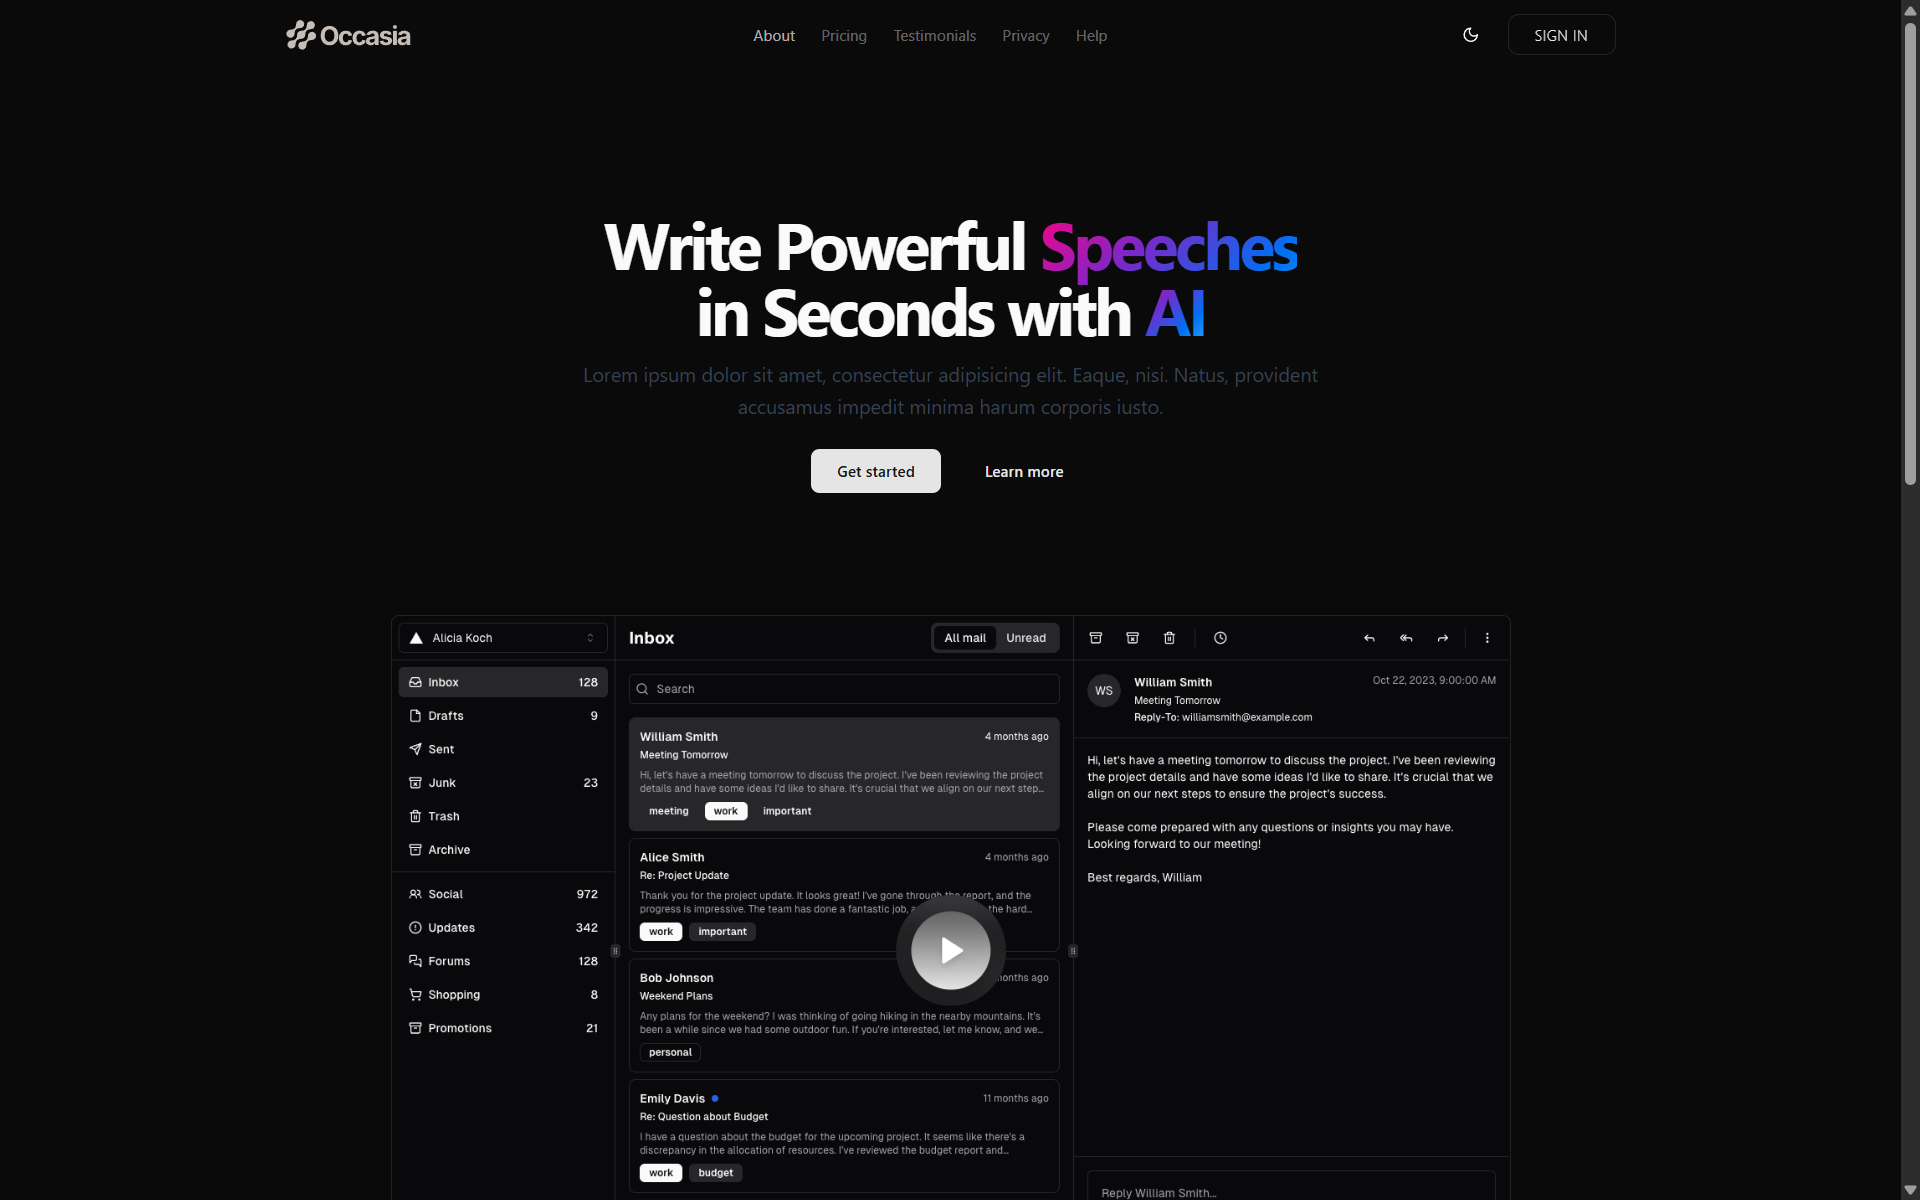 Occasia
About
Pricing
Testimonials
Privacy
Help
SIGN IN
Write Powerful Speeches
in Seconds with AI
Lorem ipsum dolor sit amet, consectetur adipisicing elit. Eaque, nisi. Natus, provident
accusamus impedit minima harum corporis iusto.
Get started
Learn more
Alicia Koch
Inbox 128
Drafts 9
Sent
Junk 23
Trash
Archive
Social 972
Updates 342
Forums 128
Shopping 8
Promotions 21
Inbox
All mail
Unread
Search
William Smith
4 months ago
Meeting Tomorrow
Hi, let's have a meeting tomorrow to discuss the project. I've been reviewing the project
details and have some ideas I'd like to share. It's crucial that we align on our next step...
meeting
work
important
Alice Smith
4 months ago
Re: Project Update
Thank you for the project update. It looks great! I've gone through the report, and the
progress is impressive. The team has done a fantastic job, the hard...
work
important
Bob Johnson
months ago
Weekend Plans
Any plans for the weekend? I was thinking of going hiking in the nearby mountains. It's
been a while since we had some outdoor fun. If you're interested, let me know, and we...
personal
Emily Davis
11 months ago
Re: Question about Budget
I have a question about the budget for the upcoming project. It seems like there's a
discrepancy in the allocation of resources. I've reviewed the budget report and...
work
budget
WS
William Smith
Oct 22, 2023, 9:00:00 AM
Meeting Tomorrow
Reply-To: williamsmith@example.com
Hi, let's have a meeting tomorrow to discuss the project. I've been reviewing
the project details and have some ideas I'd like to share. It's crucial that we
align on our next steps to ensure the project's success.
Please come prepared with any questions or insights you may have.
Looking forward to our meeting!
Best regards, William
Reply William Smith...